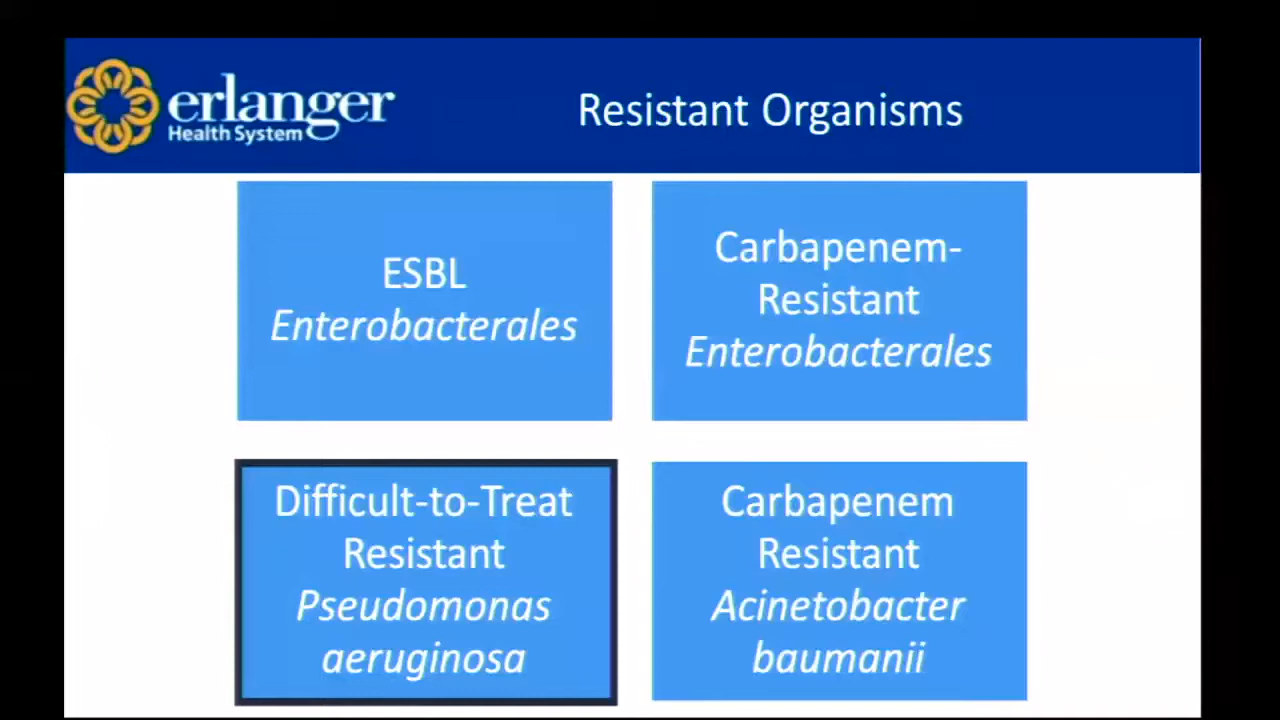 erlanger
Health System
Resistant Organisms
ESBL
Enterobacterales
Carbapenem-
Resistant
Enterobacterales
Difficult-to-Treat
Resistant
Pseudomonas
aeruginosa
Carbapenem
Resistant
Acinetobacter
baumanii